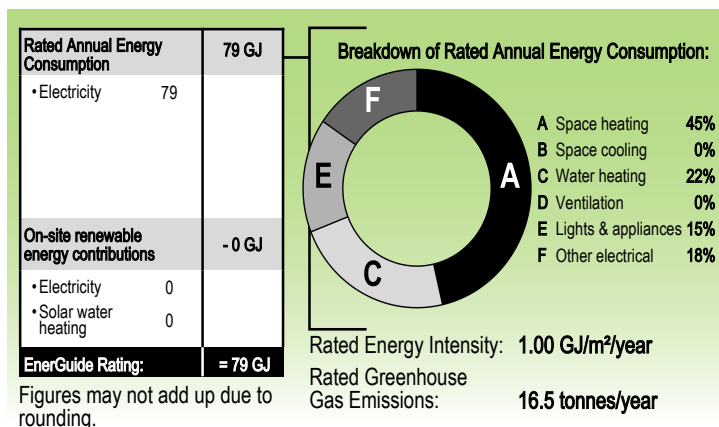 Rated Annual Energy Consumption 79 GJ
• Electricity 79
On-site renewable energy contributions - 0 GJ
• Electricity 0
• Solar water heating 0
EnerGuide Rating: = 79 GJ
Figures may not add up due to
rounding.
Breakdown of Rated Annual Energy Consumption:
F
E
A
C
A Space heating 45%
B Space cooling 0%
C Water heating 22%
D Ventilation 0%
E Lights & appliances 15%
F Other electrical 18%
Rated Energy Intensity: 1.00 GJ/m²/year
Rated Greenhouse
Gas Emissions: 16.5 tonnes/year